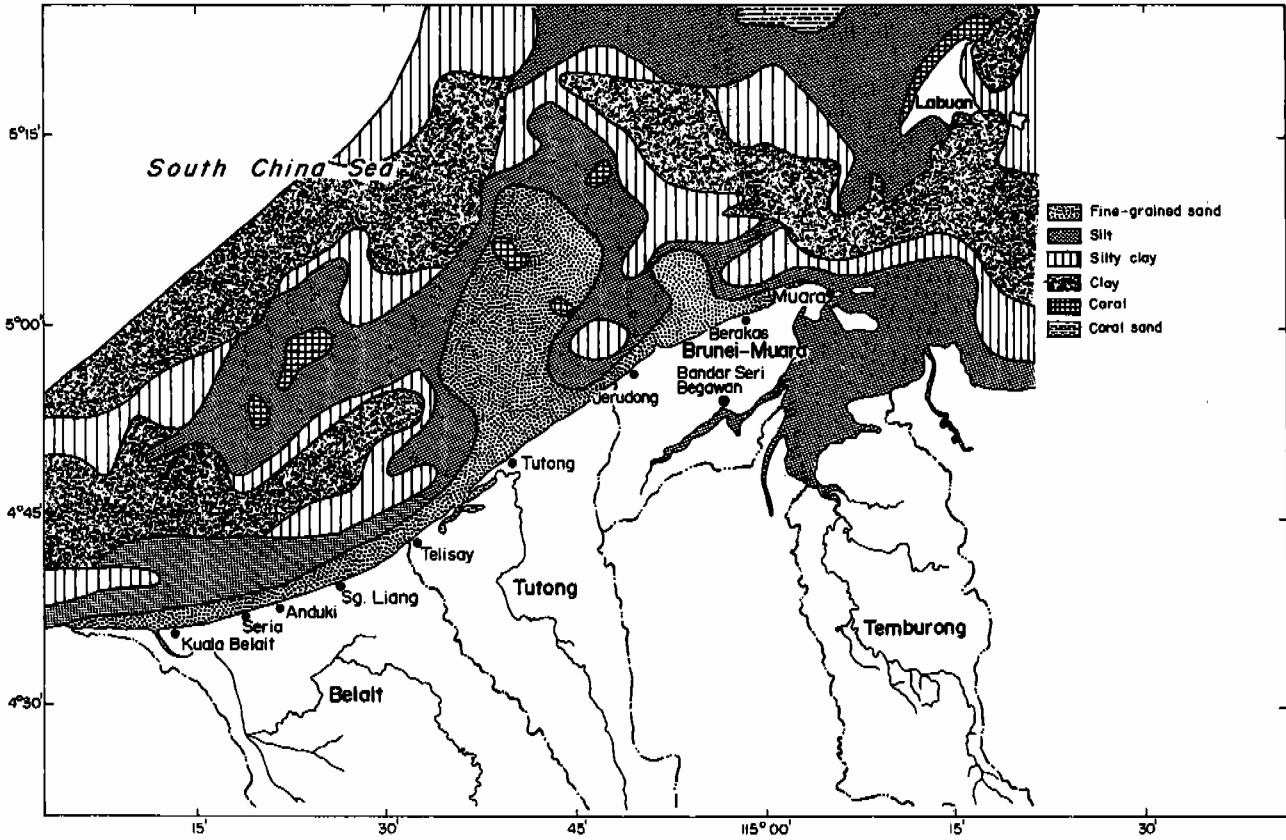 South China Sea
Labuan
5°15'
5°00'
4°45'
4°30'
Fine-grained sand
Silt
Silty clay
Clay
Coral
Coral sand
Muara
Berakas
Brunei-Muara
Bandar Seri
Begawan
Jerudong
Tutong
Telisay
Tutong
Sg. Liang
Anduki
Seria
Kuala Belait
Belait
Temburong
15'
30'
45'
115°00'
15'
30'